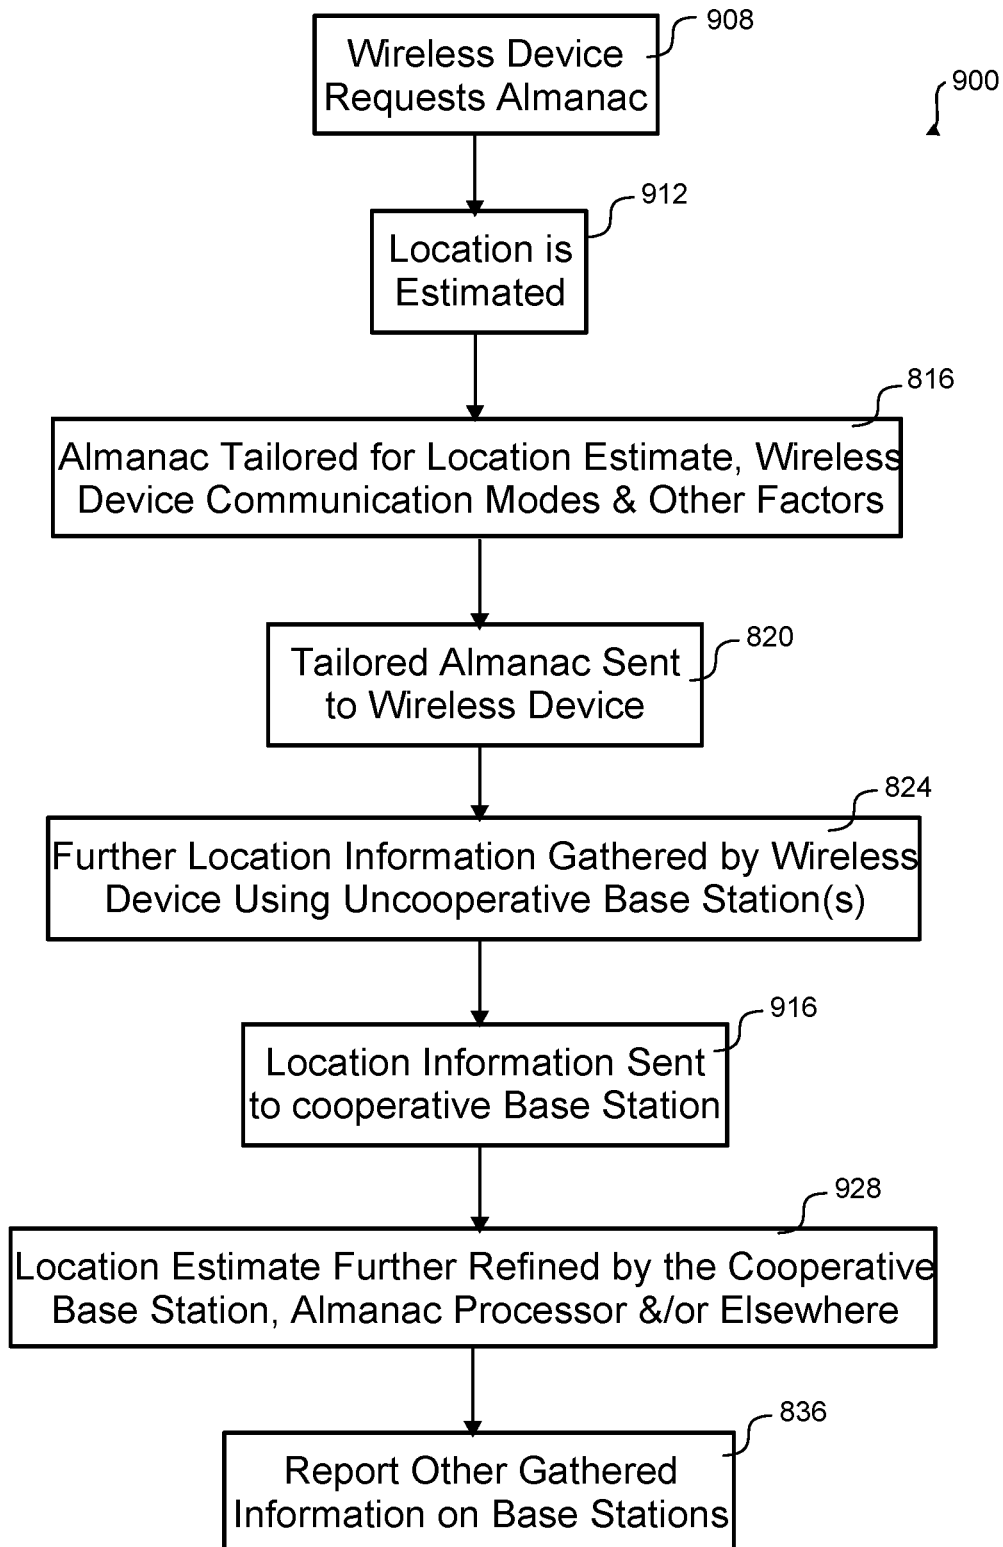 908
Wireless Device
Requests Almanac
900
912
Location is
Estimated
816
Almanac Tailored for Location Estimate, Wireless
Device Communication Modes & Other Factors
820
Tailored Almanac Sent
to Wireless Device
824
Further Location Information Gathered by Wireless
Device Using Uncooperative Base Station(s)
916
Location Information Sent
to cooperative Base Station
928
Location Estimate Further Refined by the Cooperative
Base Station, Almanac Processor &/or Elsewhere
836
Report Other Gathered
Information on Base Stations